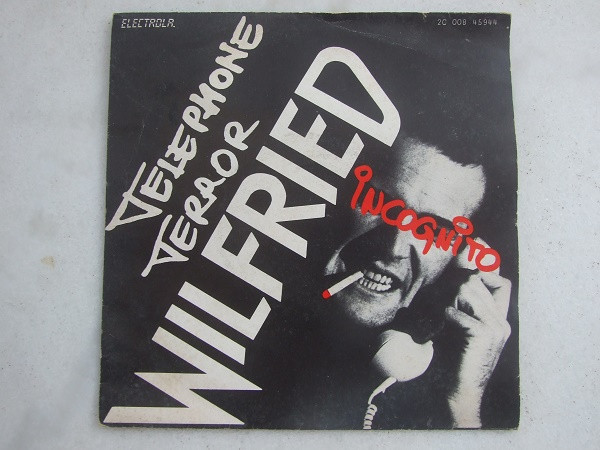 ELECTROLA.
2C 008 45944
TELEPHONE
TERROR
WILFRIED
iNCOGNiTO